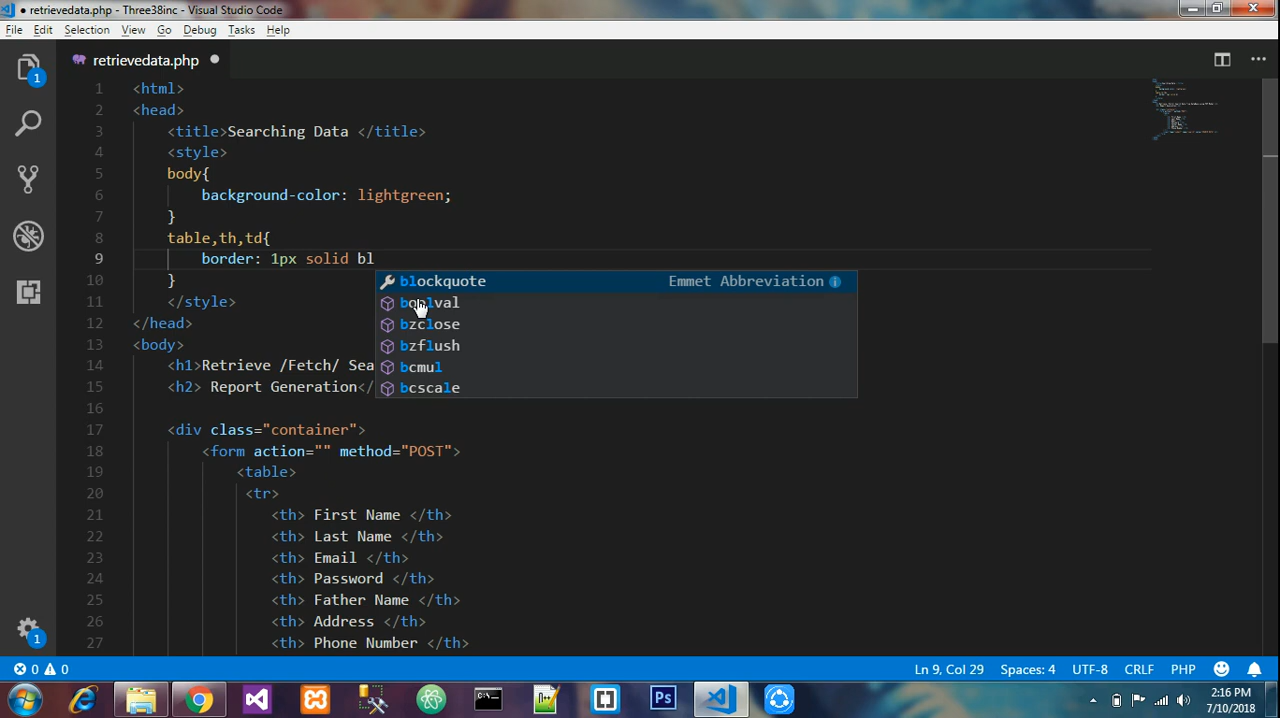 ● retrievedata.php - Three38inc - Visual Studio Code
File Edit Selection View Go Debug Tasks Help
retrievedata.php ●
1 <html>
2 <head>
3 <title>Searching Data </title>
4 <style>
5 body{
6 background-color: lightgreen;
7 }
8 table,th,td{
9 border: 1px solid bl
blockquote Emmet Abbreviation
10 }
11 </style>
bzclose
12 </head>
13 <body>
bzflush
14 <h1>Retrieve /Fetch/ Sea
bcmul
15 <h2> Report Generation</
bcscale
16
17 <div class="container">
18 <form action="" method="POST">
19 <table>
20 <tr>
21 <th> First Name </th>
22 <th> Last Name </th>
23 <th> Email </th>
24 <th> Password </th>
25 <th> Father Name </th>
26 <th> Address </th>
27 <th> Phone Number </th>
1
1
0 0 Ln 9, Col 29 Spaces: 4 UTF-8 CRLF PHP
Ps
2:16 PM
7/10/2018